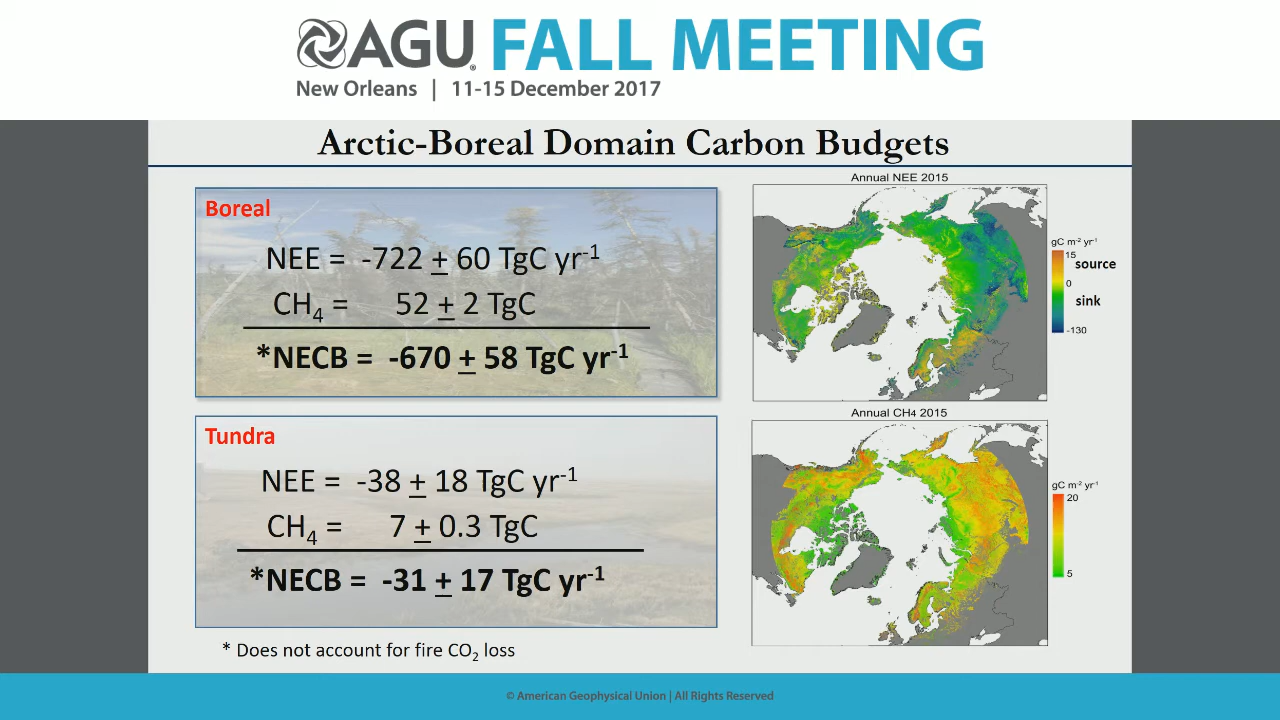 AGU FALL MEETING
New Orleans | 11-15 December 2017
Arctic-Boreal Domain Carbon Budgets
Boreal
NEE = -722 ± 60 TgC yr⁻¹
CH₄ = 52 ± 2 TgC
*NECB = -670 ± 58 TgC yr⁻¹
Tundra
NEE = -38 ± 18 TgC yr⁻¹
CH₄ = 7 ± 0.3 TgC
*NECB = -31 ± 17 TgC yr⁻¹
* Does not account for fire CO₂ loss
Annual NEE 2015
gC m⁻² yr⁻¹
15
source
0
sink
-130
Annual CH4 2015
gC m⁻² yr⁻¹
20
5
© American Geophysical Union | All Rights Reserved